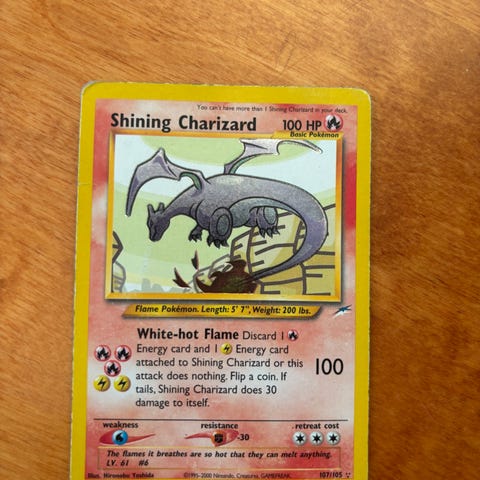 You can't have more than 1 Shining Charizard in your deck.
Shining Charizard 100 HP
Basic Pokémon
Flame Pokémon. Length: 5' 7", Weight: 200 lbs.
White-hot Flame Discard 1
Energy card and 1 Energy card
attached to Shining Charizard or this
attack does nothing. Flip a coin. If
tails, Shining Charizard does 30
damage to itself.
100
weakness resistance retreat cost
-30
The flames it breathes are so hot that they can melt anything.
LV. 61 #6
Illus. Hironobu Yoshida ©1995-2000 Nintendo, Creatures, GAMEFREAK. 107/105